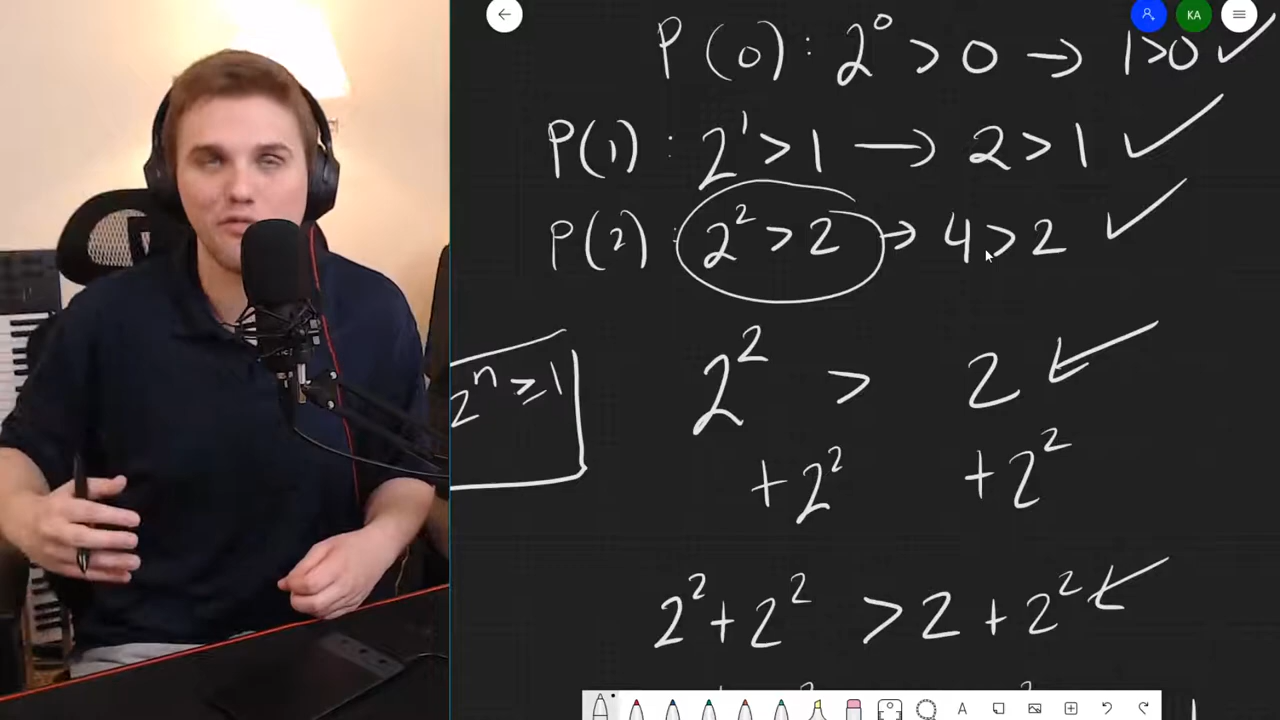 KA
P(0): 2⁰ > 0 → 1>0 ✓
P(1): 2¹ > 1 → 2 > 1 ✓
P(2): 2² > 2 → 4 > 2 ✓
2ⁿ ≥ 1
2² > 2
+2² +2²
2² + 2² > 2 + 2²